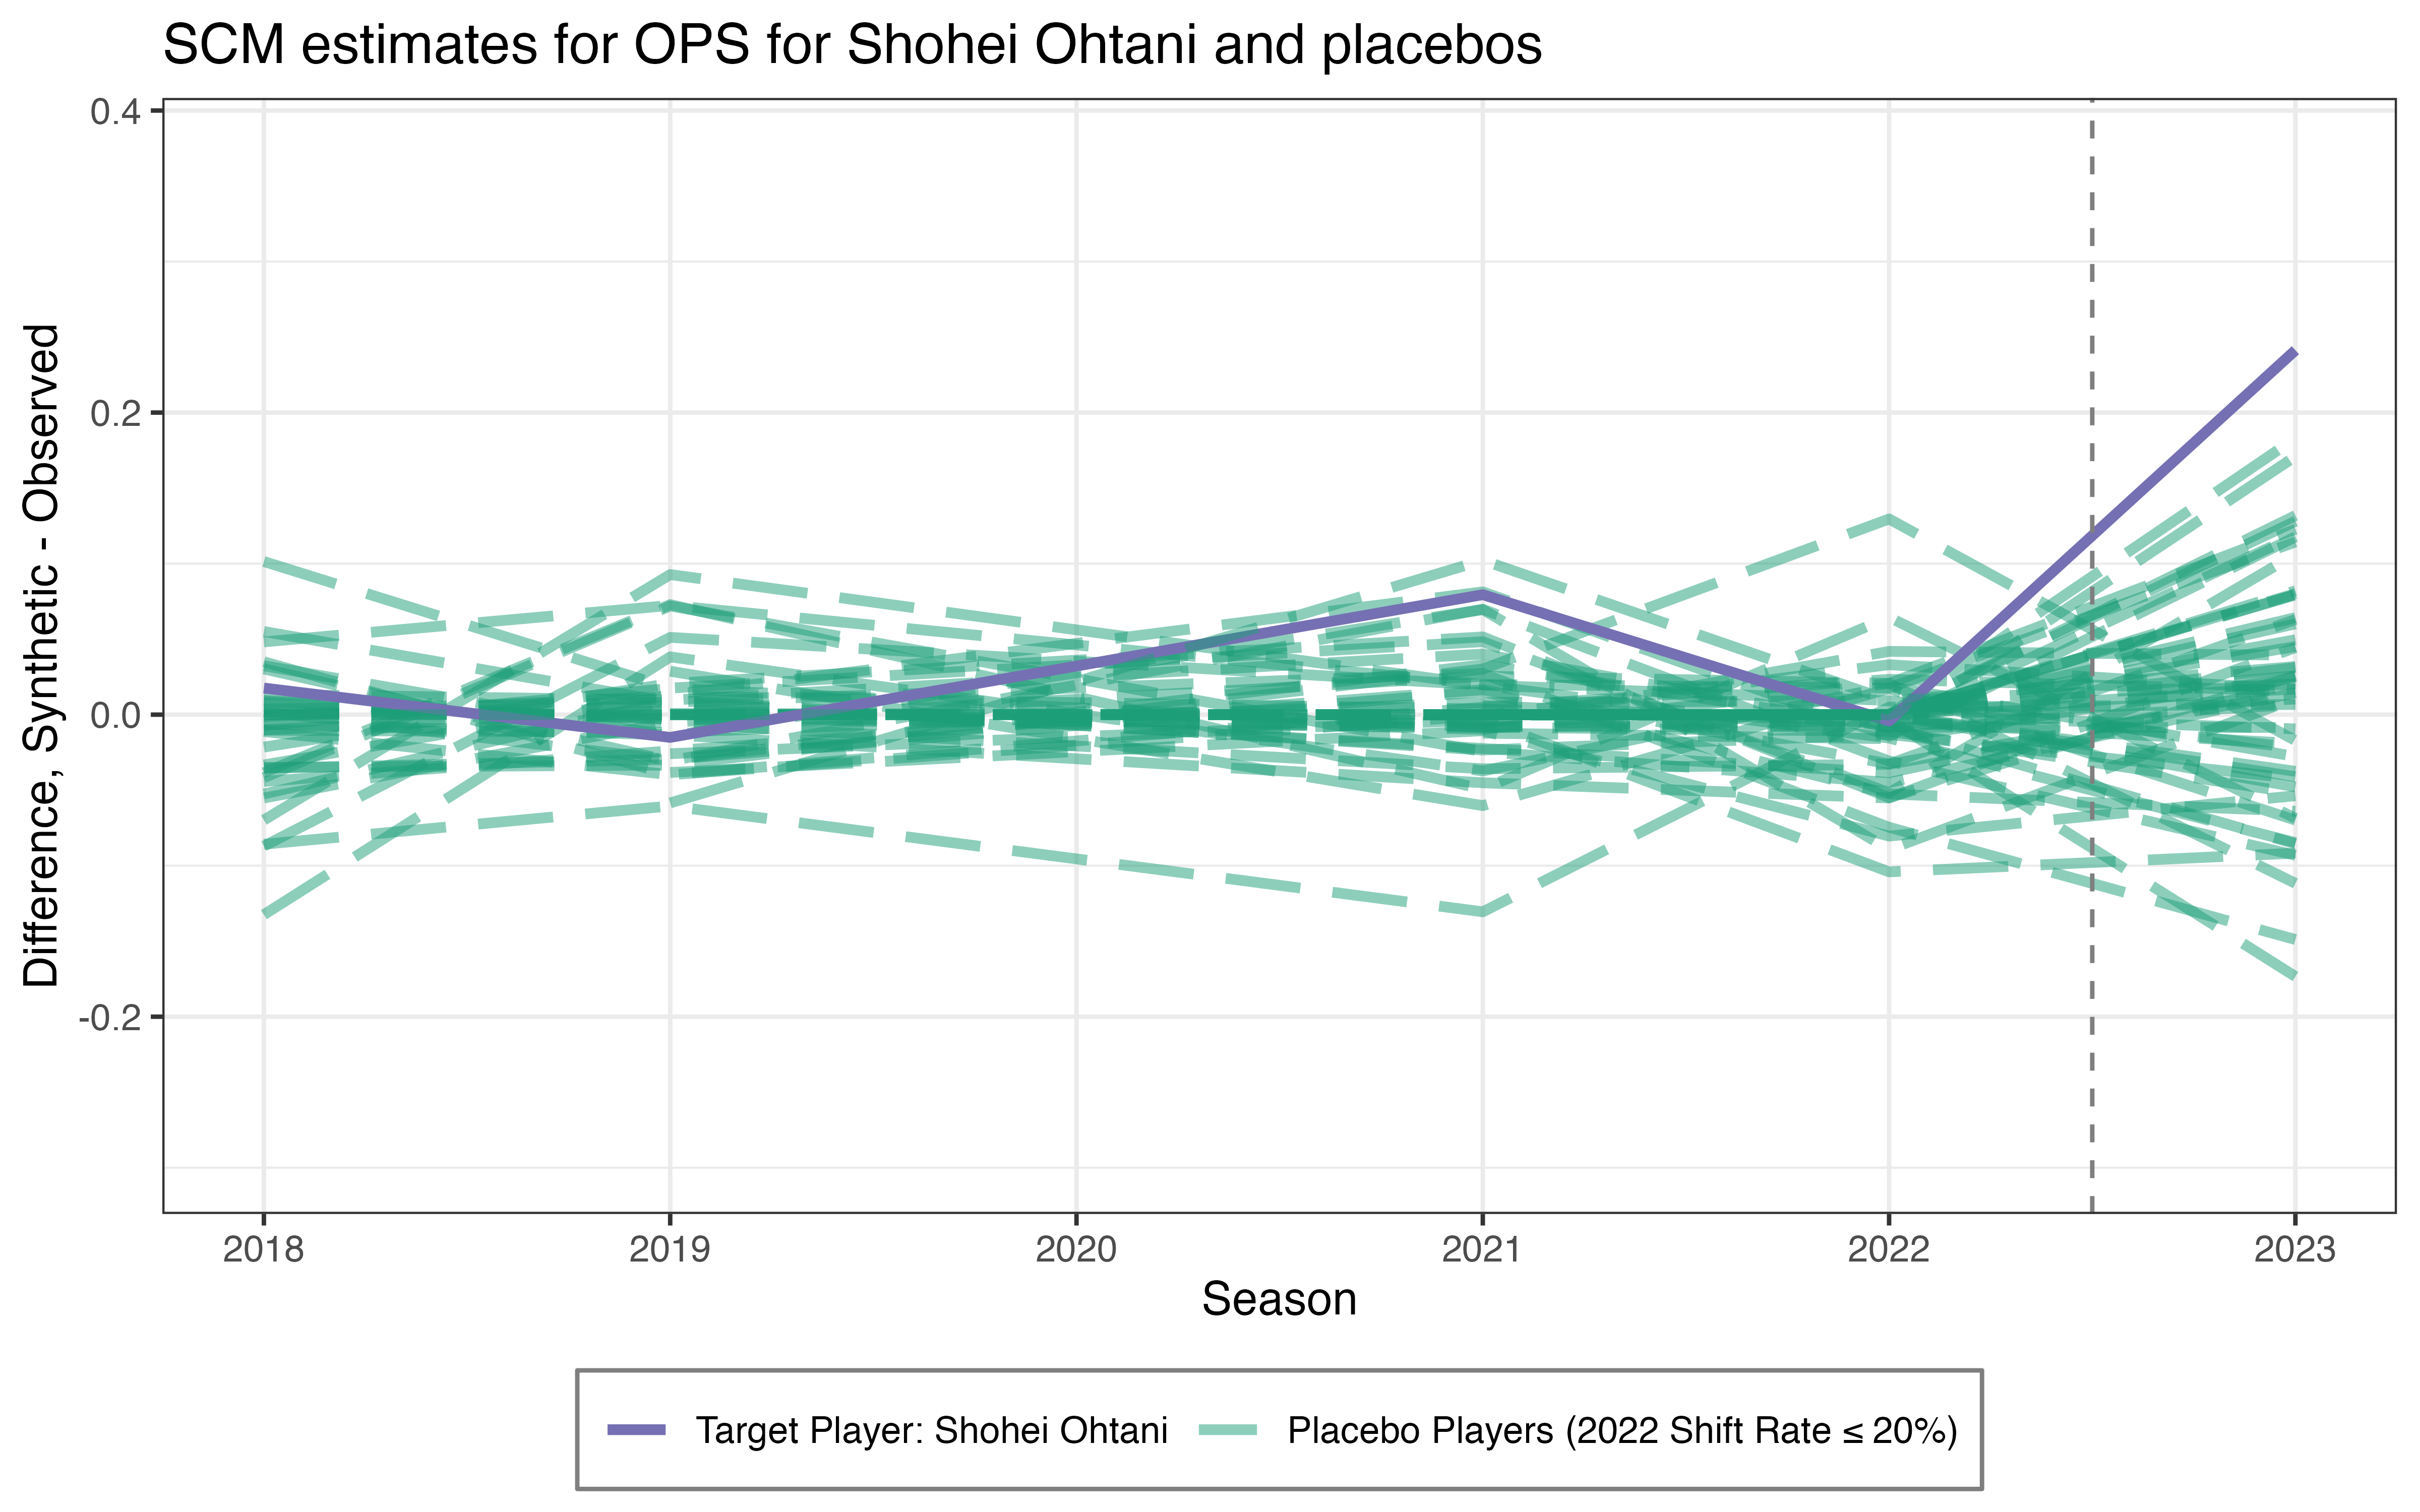 SCM estimates for OPS for Shohei Ohtani and placebos
Difference, Synthetic - Observed
0.4
0.2
0.0
-0.2
2018 2019 2020 2021 2022 2023
Season
Target Player: Shohei Ohtani Placebo Players (2022 Shift Rate ≤ 20%)